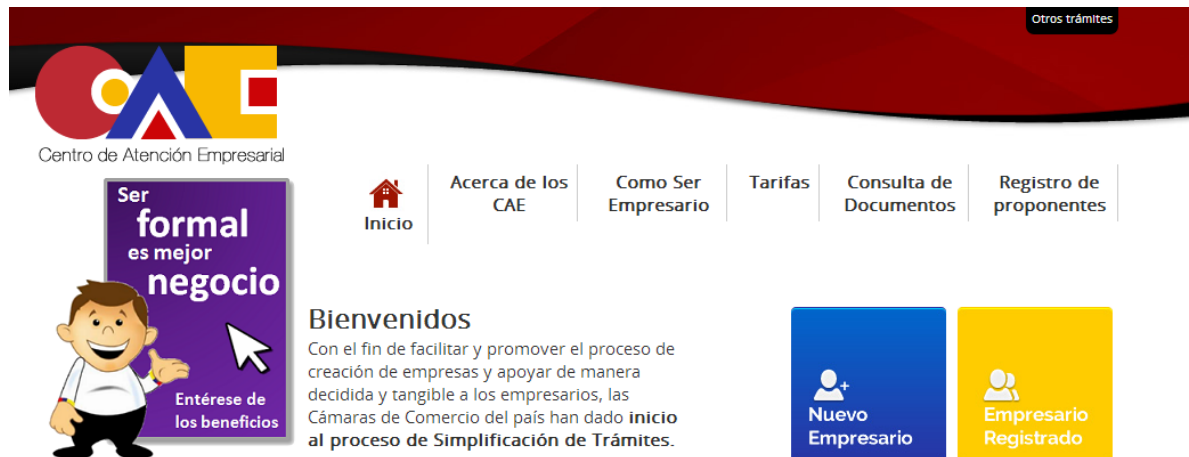 Otros trámites
CAE
Centro de Atención Empresarial
Ser
formal
es mejor
negocio
Entérese de
los beneficios
Inicio
Acerca de los
CAE
Como Ser
Empresario
Tarifas
Consulta de
Documentos
Registro de
proponentes
Bienvenidos
Con el fin de facilitar y promover el proceso de
creación de empresas y apoyar de manera
decidida y tangible a los empresarios, las
Cámaras de Comercio del país han dado inicio
al proceso de Simplificación de Trámites.
Nuevo
Empresario
Empresario
Registrado